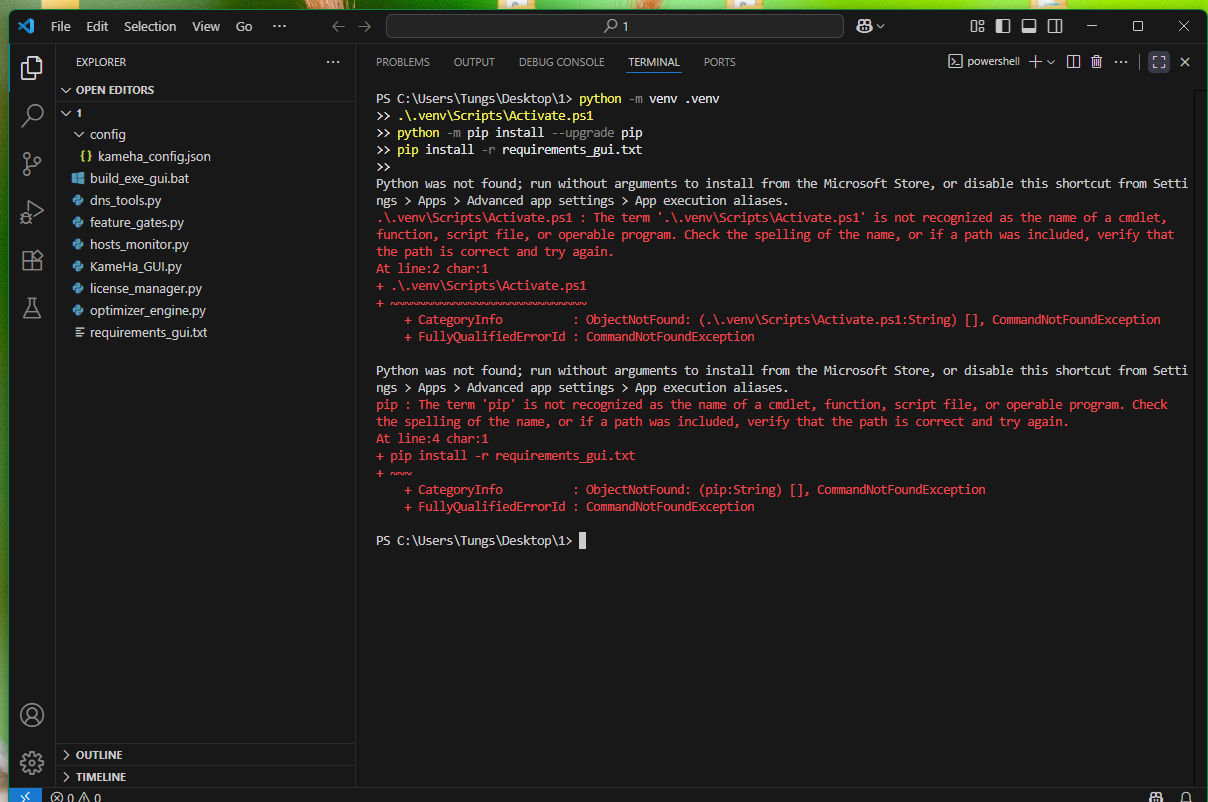 File Edit Selection View Go ··· 1
EXPLORER ···
OPEN EDITORS
1
config
{} kameha_config.json
build_exe_gui.bat
dns_tools.py
feature_gates.py
hosts_monitor.py
KameHa_GUI.py
license_manager.py
optimizer_engine.py
requirements_gui.txt
OUTLINE
TIMELINE
PROBLEMS OUTPUT DEBUG CONSOLE TERMINAL PORTS powershell
PS C:\Users\Tungs\Desktop\1> python -m venv .venv
>> .\.venv\Scripts\Activate.ps1
>> python -m pip install --upgrade pip
>> pip install -r requirements_gui.txt
>>
Python was not found; run without arguments to install from the Microsoft Store, or disable this shortcut from Setti
ngs > Apps > Advanced app settings > App execution aliases.
.\.venv\Scripts\Activate.ps1 : The term '.\.venv\Scripts\Activate.ps1' is not recognized as the name of a cmdlet,
function, script file, or operable program. Check the spelling of the name, or if a path was included, verify that
the path is correct and try again.
At line:2 char:1
+ .\.venv\Scripts\Activate.ps1
+ ~~~~~~~~~~~~~~~~~~~~~~~~~~~~
+ CategoryInfo : ObjectNotFound: (.\.venv\Scripts\Activate.ps1:String) [], CommandNotFoundException
+ FullyQualifiedErrorId : CommandNotFoundException
Python was not found; run without arguments to install from the Microsoft Store, or disable this shortcut from Setti
ngs > Apps > Advanced app settings > App execution aliases.
pip : The term 'pip' is not recognized as the name of a cmdlet, function, script file, or operable program. Check
the spelling of the name, or if a path was included, verify that the path is correct and try again.
At line:4 char:1
+ pip install -r requirements_gui.txt
+ ~~~
+ CategoryInfo : ObjectNotFound: (pip:String) [], CommandNotFoundException
+ FullyQualifiedErrorId : CommandNotFoundException
PS C:\Users\Tungs\Desktop\1>
0 0